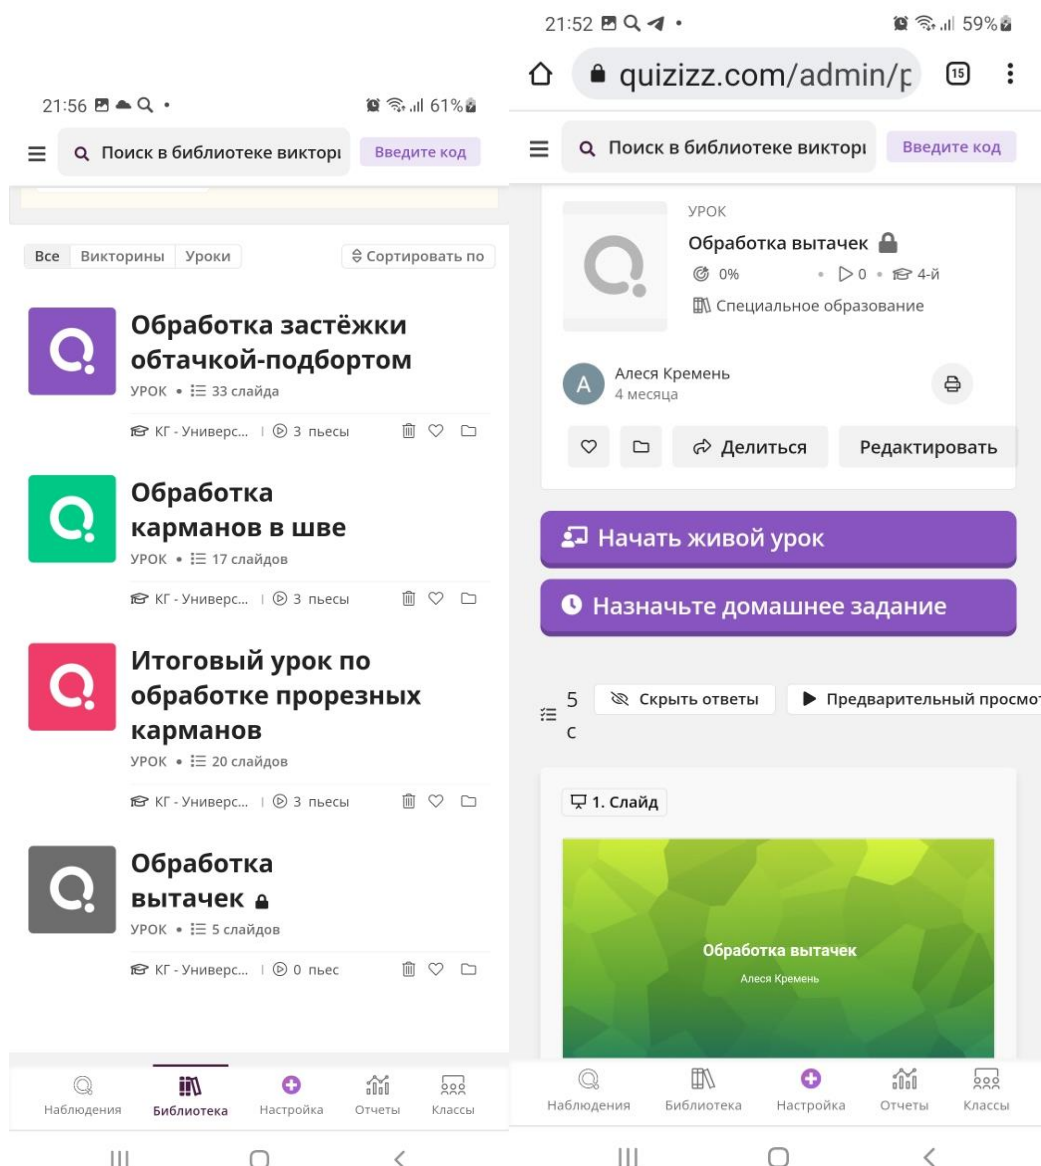 21:56
61%
Поиск в библиотеке виктори
Введите код
Все
Викторины
Уроки
Сортировать по
Обработка застёжки
обтачкой-подбортом
УРОК • 33 слайда
КГ - Универс... | 3 пьесы
Обработка
карманов в шве
УРОК • 17 слайдов
КГ - Универс... | 3 пьесы
Итоговый урок по
обработке прорезных
карманов
УРОК • 20 слайдов
КГ - Универс... | 3 пьесы
Обработка
вытачек
УРОК • 5 слайдов
КГ - Универс... | 0 пьес
Наблюдения
Библиотека
Настройка
Отчеты
Классы
21:52
59%
quizizz.com/admin/p
15
Поиск в библиотеке виктори
Введите код
УРОК
Обработка вытачек
0% • 0 • 4-й
Специальное образование
А
Алеся Кремень
4 месяца
Делиться
Редактировать
Начать живой урок
Назначьте домашнее задание
5
с
Скрыть ответы
Предварительный просмот
1. Слайд
Обработка вытачек
Алеся Кремень
Наблюдения
Библиотека
Настройка
Отчеты
Классы